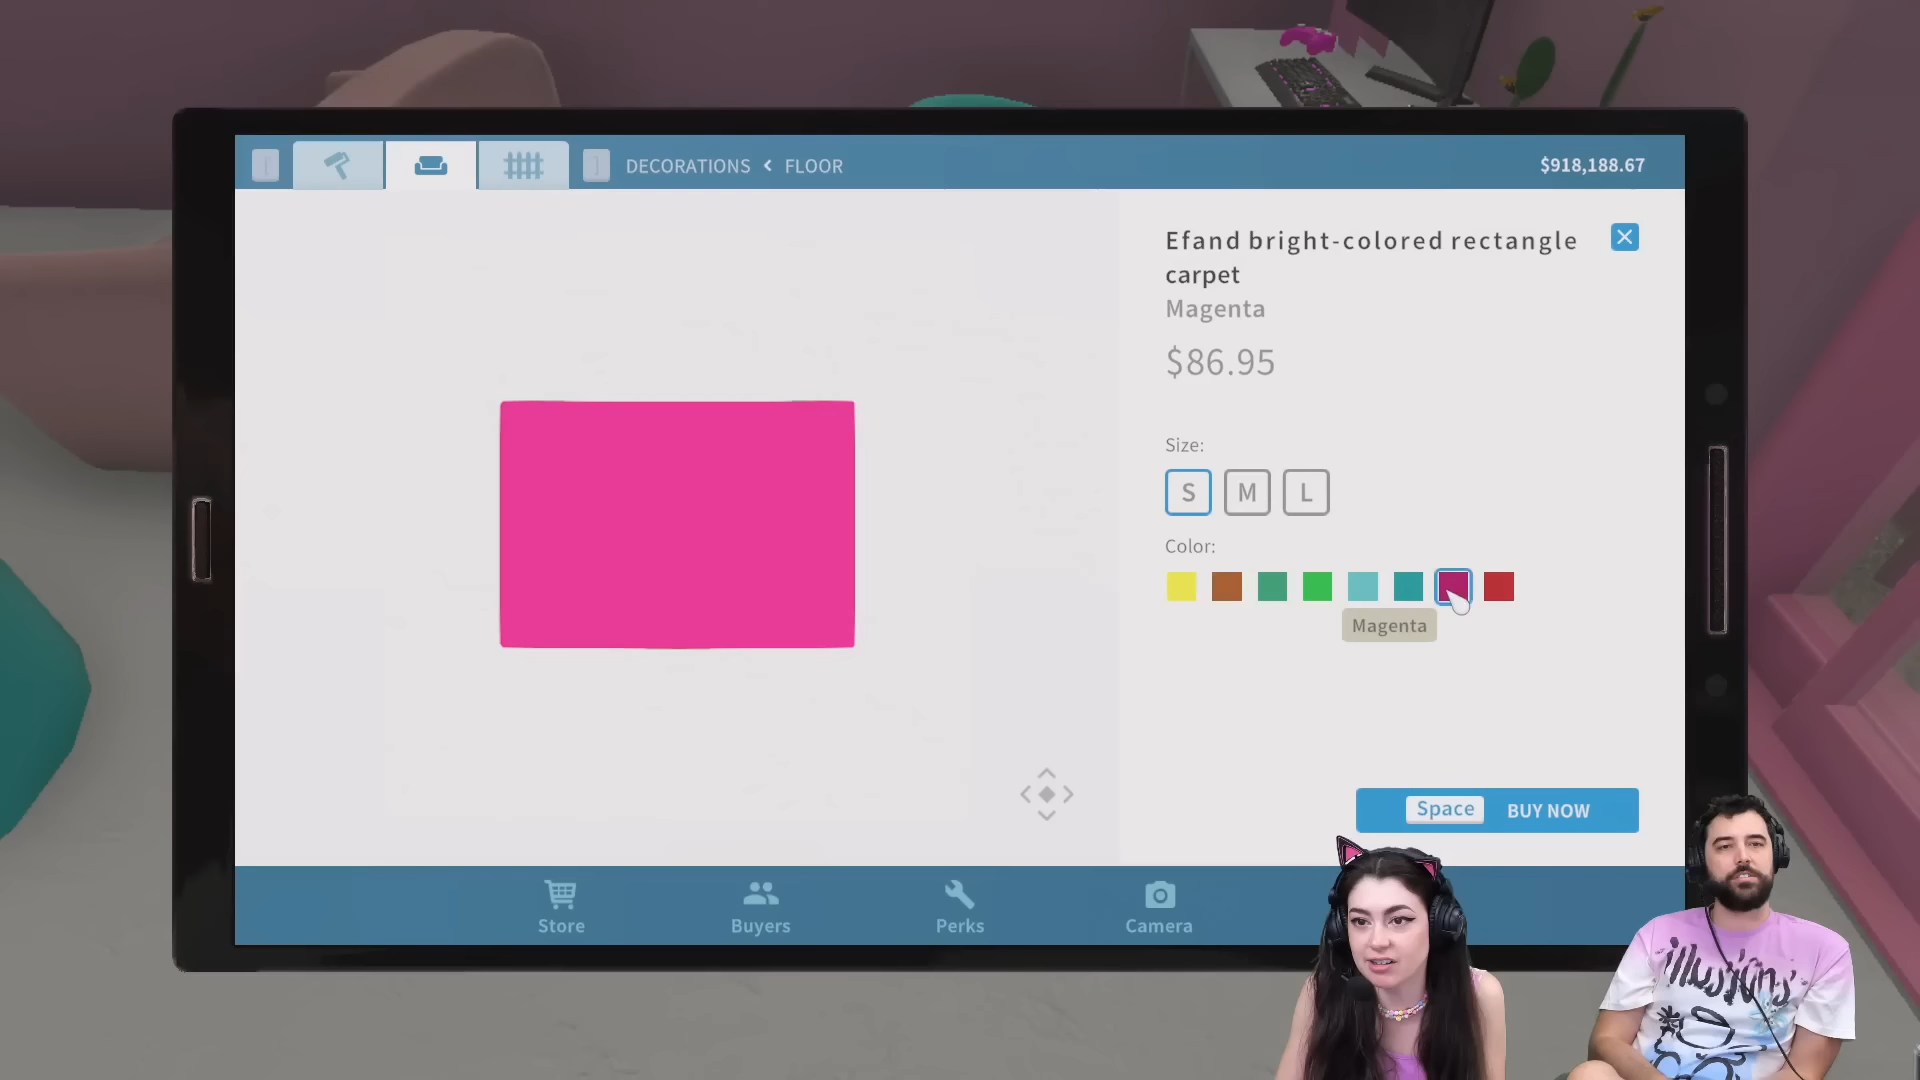 [ ] DECORATIONS < FLOOR $918,188.67
Efand bright-colored rectangle
carpet
Magenta
$86.95
Size:
S M L
Color:
Magenta
Space BUY NOW
Store Buyers Perks Camera
illusions